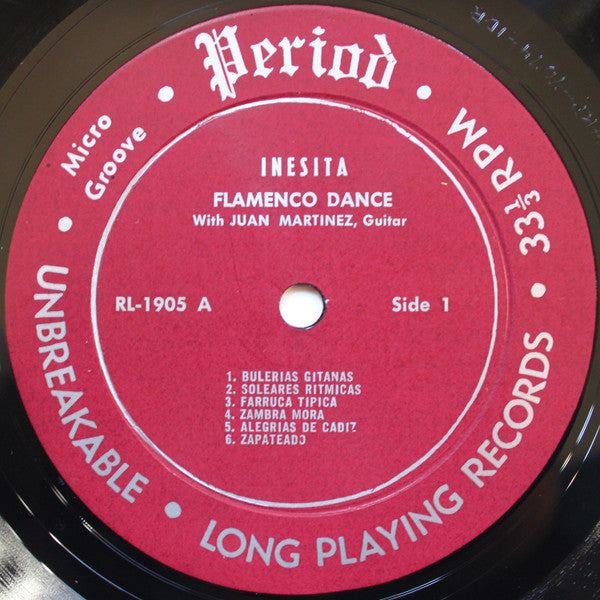 Period
Micro
Groove
33⅓ RPM
INESITA
FLAMENCO DANCE
With JUAN MARTINEZ, Guitar
RL-1905 A
Side 1
1. BULERIAS GITANAS
2. SOLEARES RITMICAS
3. FARRUCA TIPICA
4. ZAMBRA MORA
5. ALEGRIAS DE CADIZ
6. ZAPATEADO
UNBREAKABLE • LONG PLAYING RECORDS